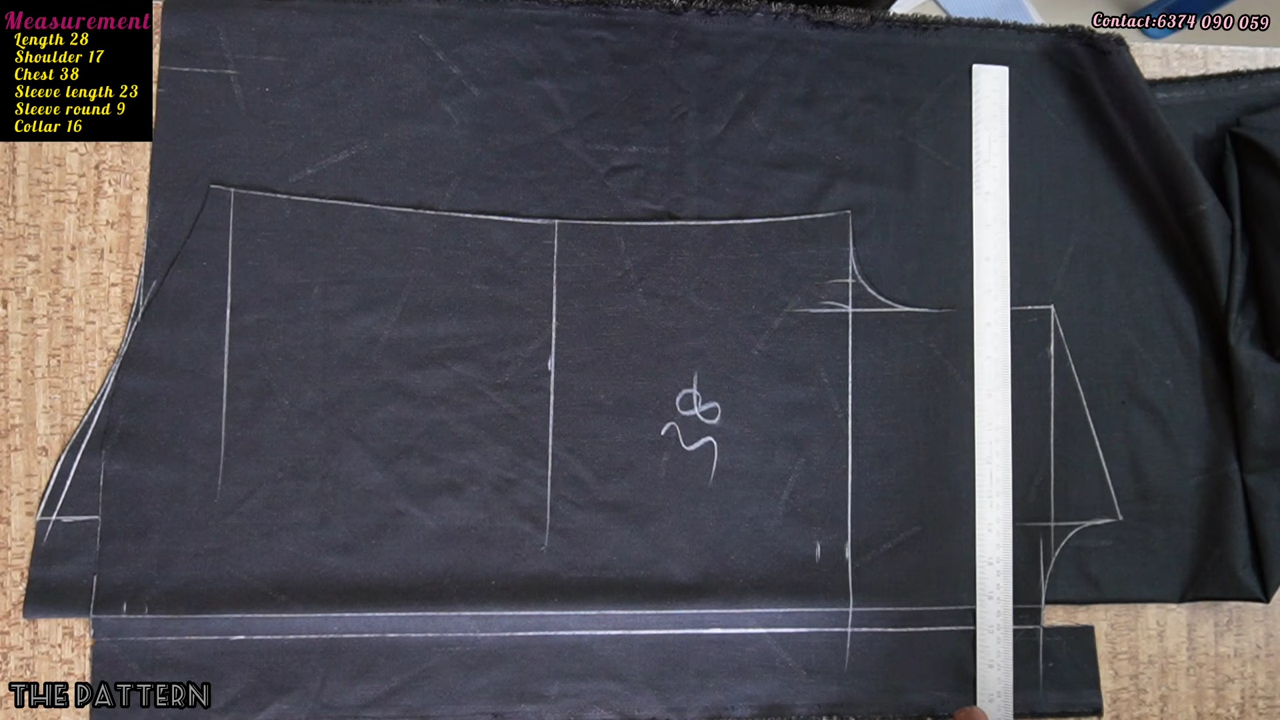 Measurement
Length 28
Shoulder 17
Chest 38
Sleeve length 23
Sleeve round 9
Collar 16
Contact:6374 090 059
38
THE PATTERN